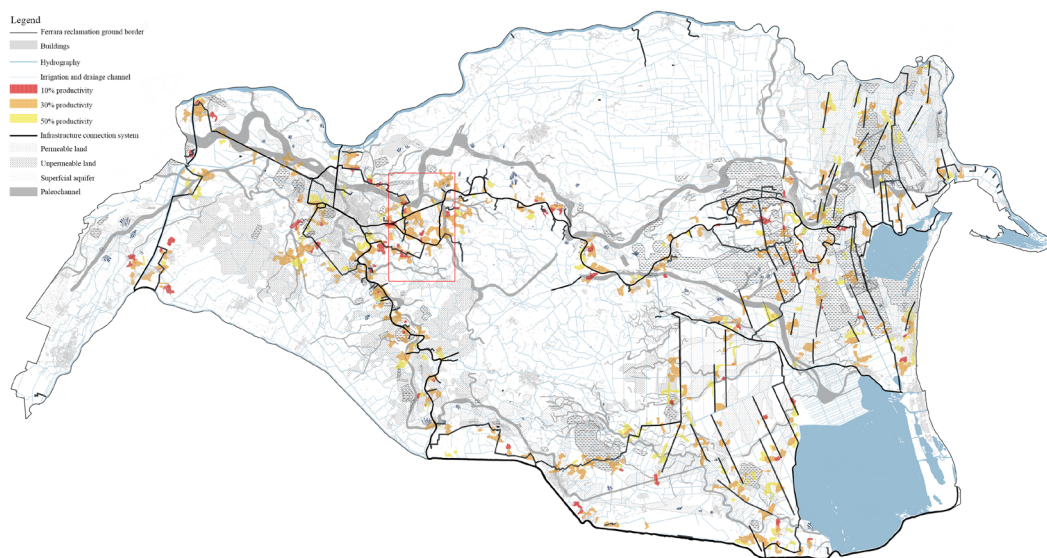 Legend
Ferrara reclamation ground border
Buildings
Hydrography
Irrigation and drainge channel
10% productivity
30% productivity
50% productivity
Infrastructure connection system
Permeable land
Unpermeable land
Superficial aquifer
Paleochannel